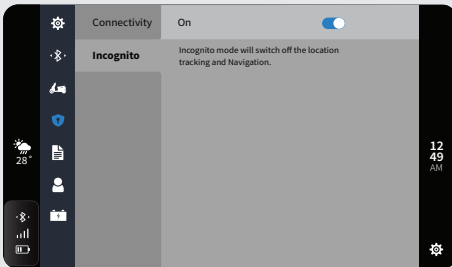 Connectivity
On
Incognito
Incognito mode will switch off the location
tracking and Navigation.
28°
12
49
AM